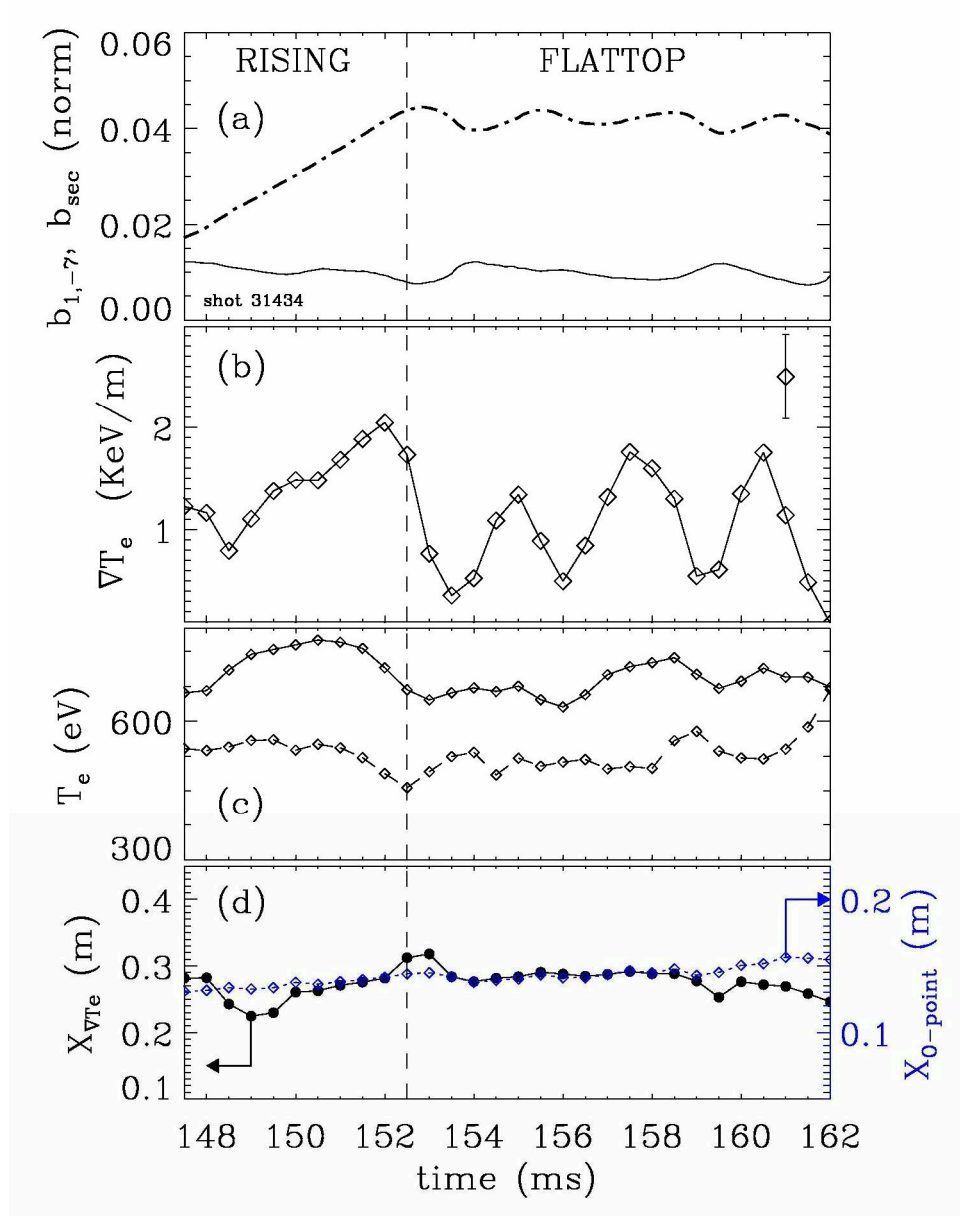 RISING FLATTOP
(a)
0.06
0.04
0.02
0.00
b1,−7, bsec (norm)
shot 31434
(b)
2
1
∇Te (KeV/m)
600
300
Te (eV)
(c)
(d)
0.4
0.3
0.2
0.1
X∇Te (m)
0.2
0.1
X0−point (m)
148 150 152 154 156 158 160 162
time (ms)